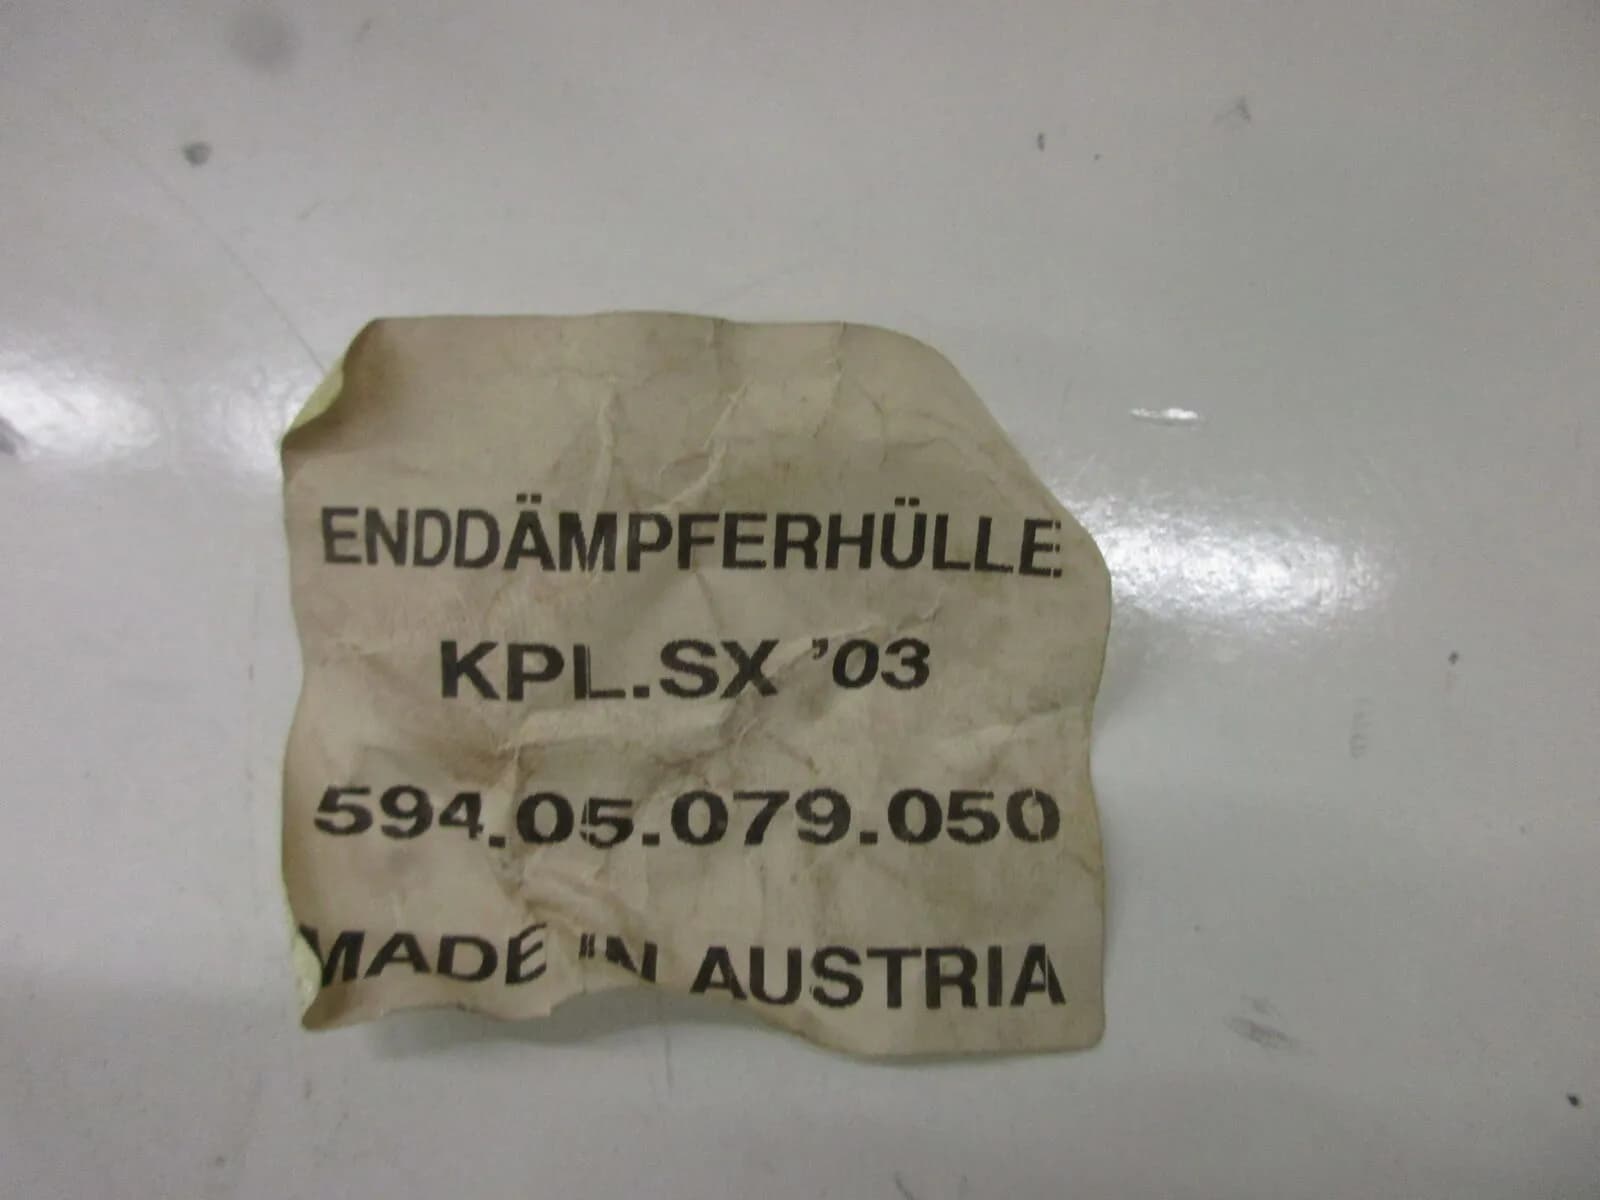 ENDDÄMPFERHÜLLE
KPL.SX '03
594.05.079.050
MADE IN AUSTRIA